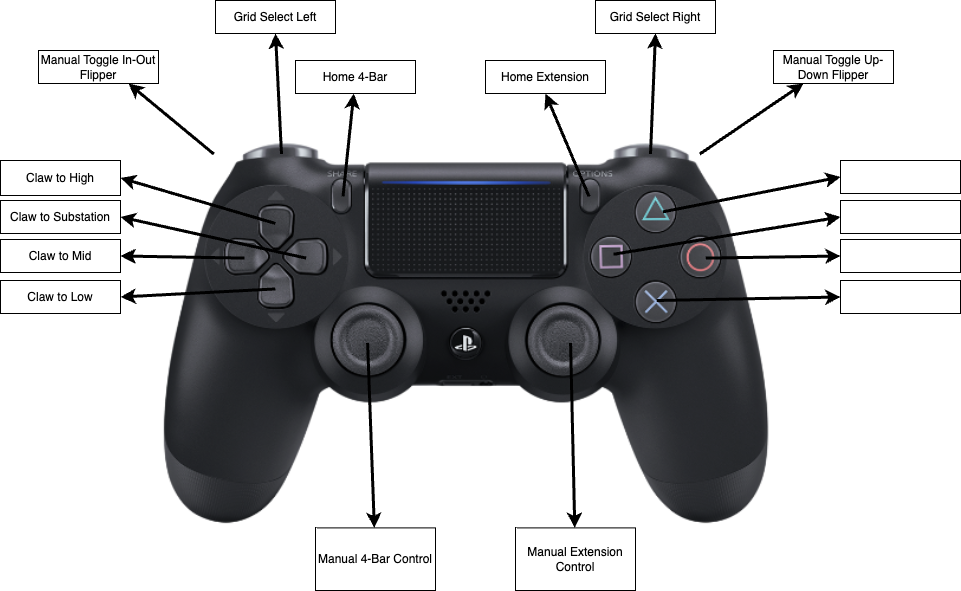 Grid Select Left
Grid Select Right
Manual Toggle In-Out
Flipper
Home 4-Bar
Home Extension
Manual Toggle Up-
Down Flipper
SHARE
OPTIONS
Claw to High
Claw to Substation
Claw to Mid
Claw to Low
Manual 4-Bar Control
Manual Extension
Control